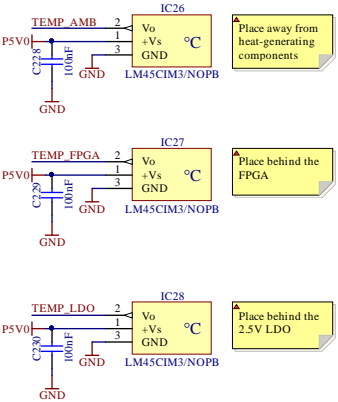 IC26
TEMP_AMB 2 Vo
P5V0 1 +Vs °C
3 GND
C228 100nF
GND
LM45CIM3/NOPB
GND
Place away from
heat-generating
components
IC27
TEMP_FPGA 2 Vo
P5V0 1 +Vs °C
3 GND
C229 100nF
GND
LM45CIM3/NOPB
GND
Place behind the
FPGA
IC28
TEMP_LDO 2 Vo
P5V0 1 +Vs °C
3 GND
C230 100nF
GND
LM45CIM3/NOPB
GND
Place behind the
2.5V LDO